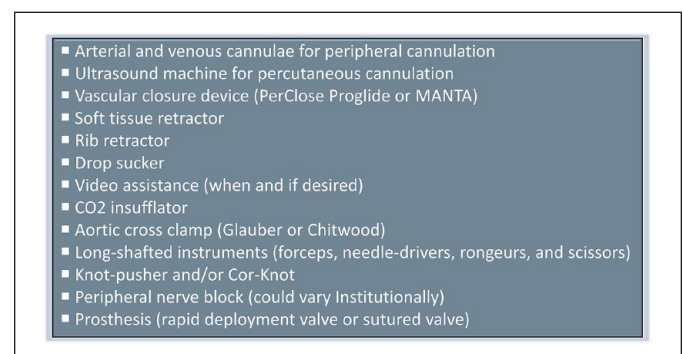 ▪ Arterial and venous cannulae for peripheral cannulation
▪ Ultrasound machine for percutaneous cannulation
▪ Vascular closure device (PerClose Proglide or MANTA)
▪ Soft tissue retractor
▪ Rib retractor
▪ Drop sucker
▪ Video assistance (when and if desired)
▪ CO2 insufflator
▪ Aortic cross clamp (Glauber or Chitwood)
▪ Long-shafted instruments (forceps, needle-drivers, rongeurs, and scissors)
▪ Knot-pusher and/or Cor-Knot
▪ Peripheral nerve block (could vary Institutionally)
▪ Prosthesis (rapid deployment valve or sutured valve)